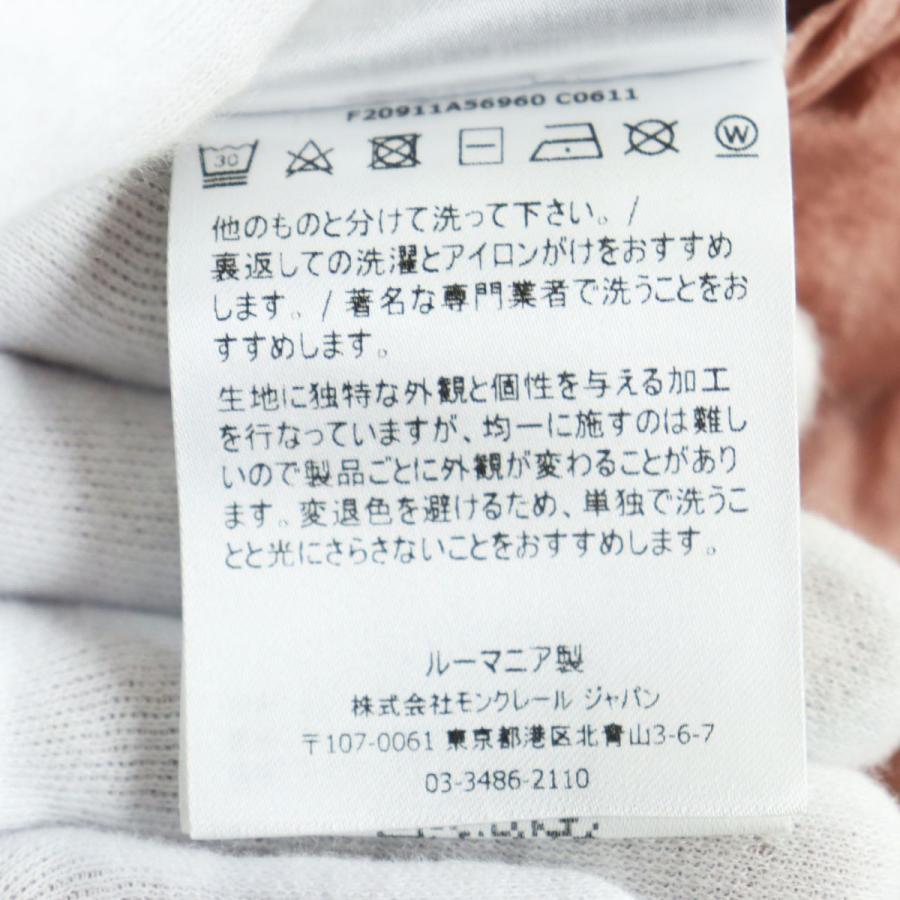 F20911A56960 C0611
30 W
他のものと分けて洗って下さい。/
裏返しての洗濯とアイロンがけをおすすめ
します。/ 著名な専門業者で洗うことをお
すすめします。
生地に独特な外観と個性を与える加工
を行なっていますが、均一に施すのは難し
いので製品ごとに外観が変わることがあり
ます。変退色を避けるため、単独で洗うこ
とと光にさらさないことをおすすめします。
ルーマニア製
株式会社モンクレール ジャパン
〒107-0061 東京都港区北青山3-6-7
03-3486-2110